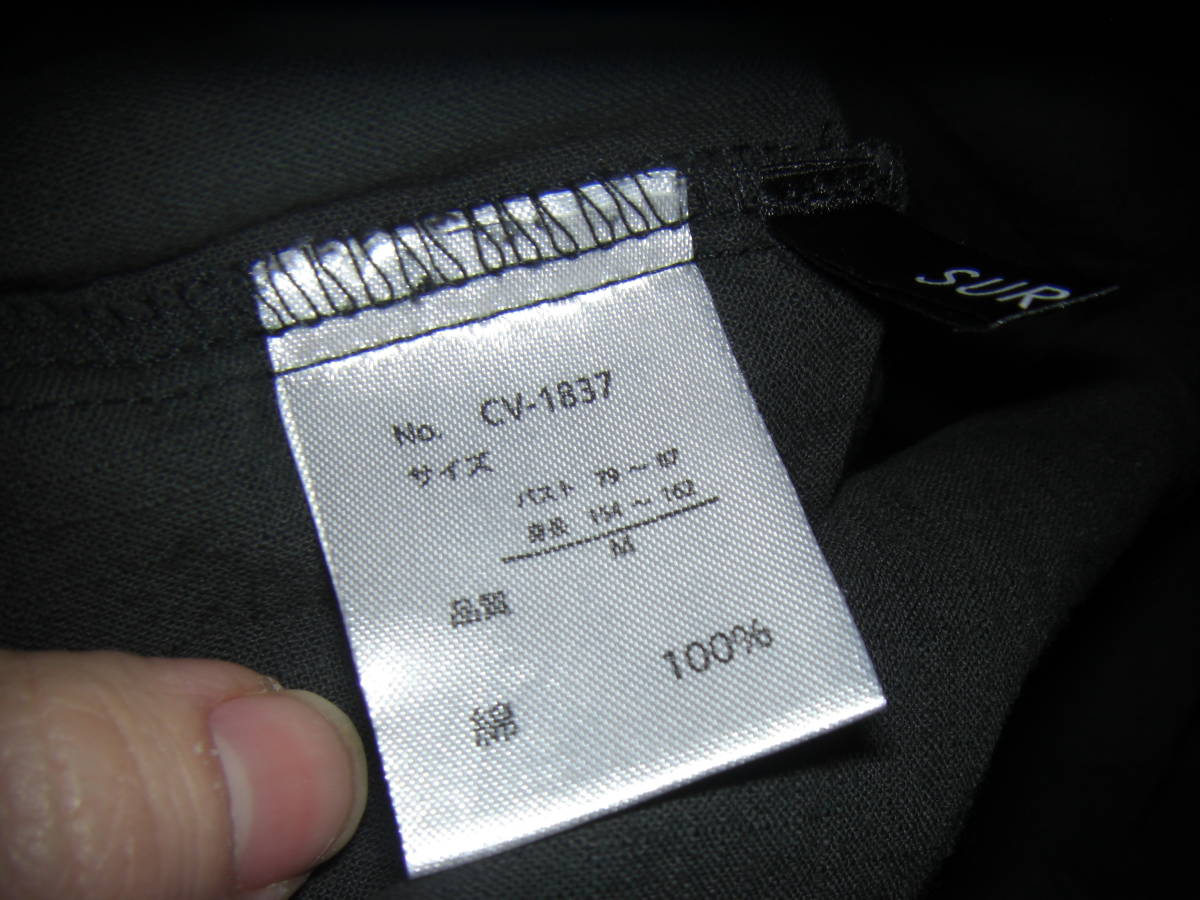 SUR
No. CV-1837
サイズ
バスト 79～87
身長 154～162
M
品質
綿 100%